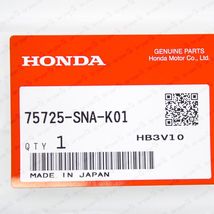 HONDA
GENUINE PARTS
Honda Motor Co., Ltd.
75725-SNA-K01
QTY 1
HB3V10
MADE IN JAPAN